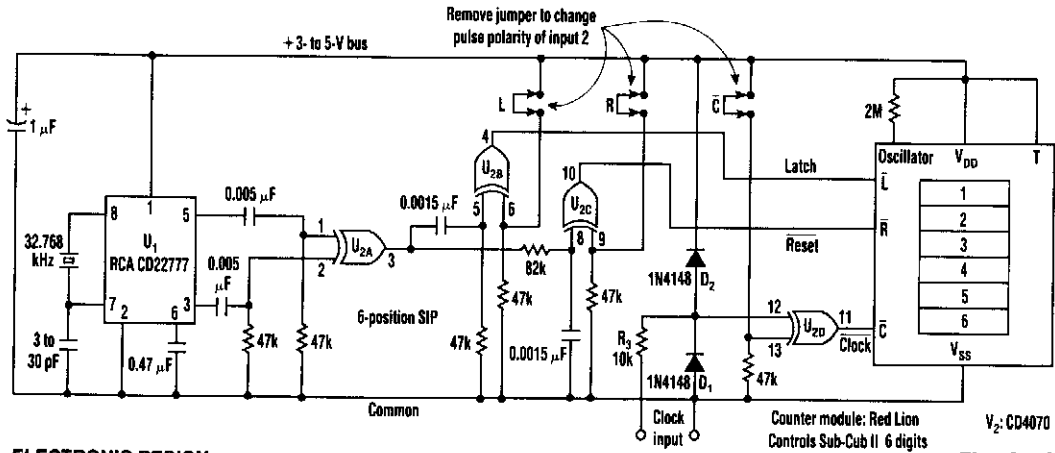 Remove jumper to change
pulse polarity of input 2
+ 3- to 5-V bus
+
1 µF
L
R
C̅
2M
Oscillator
V_DD
T
4
U_2B
5
6
10
U_2C
8
9
Latch
L̅
R̅
Reset
0.005 µF
0.0015 µF
8
1
5
U_1
RCA CD22777
32.768
kHz
7
2
6
3
0.005
µF
1
2
U_2A
3
82k
1N4148
D_2
1
2
3
4
5
6
3 to
30 pF
0.47 µF
47k
47k
6-position SIP
47k
47k
0.0015 µF
47k
R_3
10k
1N4148
D_1
12
13
U_2D
11
Clock
C̅
V_SS
47k
Common
Clock
input
Counter module: Red Lion
Controls Sub-Cub II 6 digits
V_2: CD4070